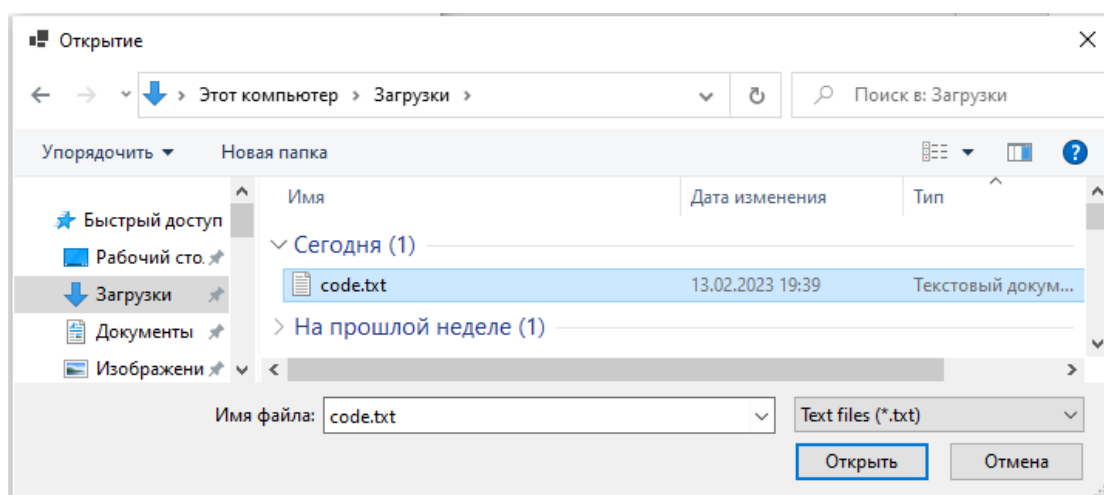 Открытие
Этот компьютер › Загрузки ›
Поиск в: Загрузки
Упорядочить
Новая папка
?
Имя
Дата изменения
Тип
Быстрый доступ
Рабочий сто.
Загрузки
Документы
Изображени
Сегодня (1)
code.txt
13.02.2023 19:39
Текстовый докум...
На прошлой неделе (1)
Имя файла:
code.txt
Text files (*.txt)
Открыть
Отмена